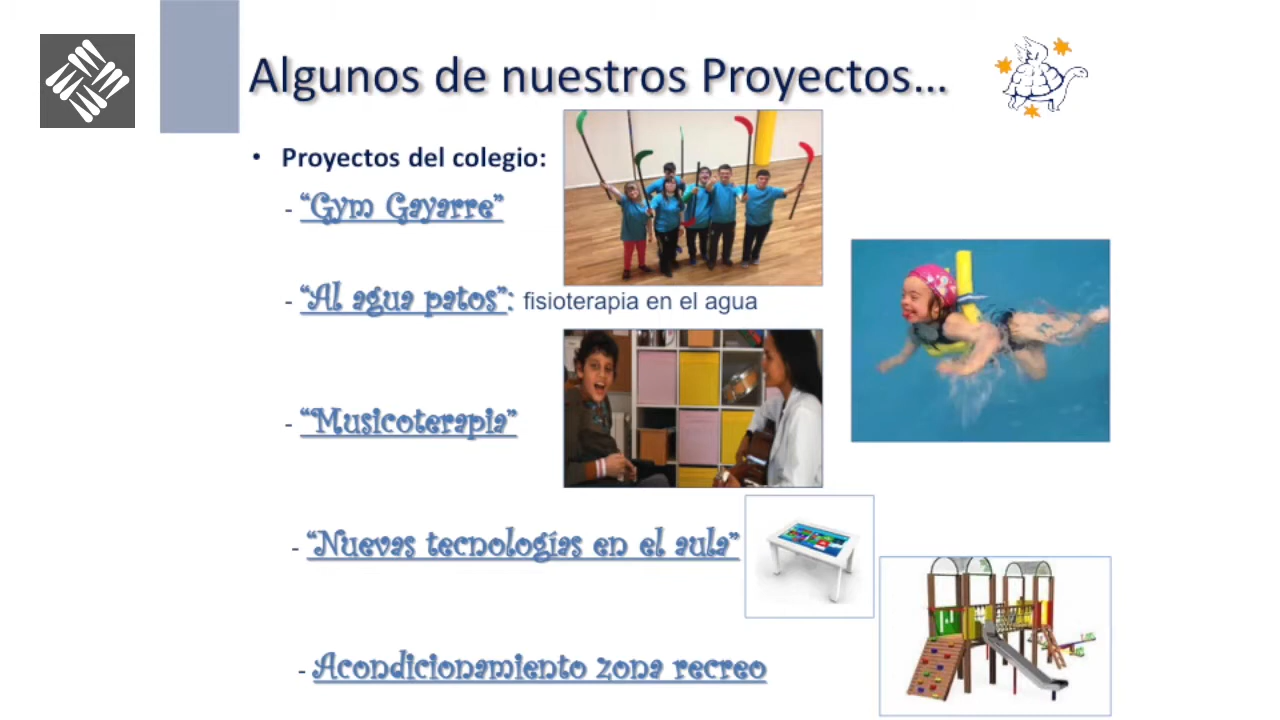 Algunos de nuestros Proyectos...
• Proyectos del colegio:
- “Gym Gayarre”
- “Al agua patos”: fisioterapia en el agua
- “Musicoterapia”
- “Nuevas tecnologías en el aula”
- Acondicionamiento zona recreo